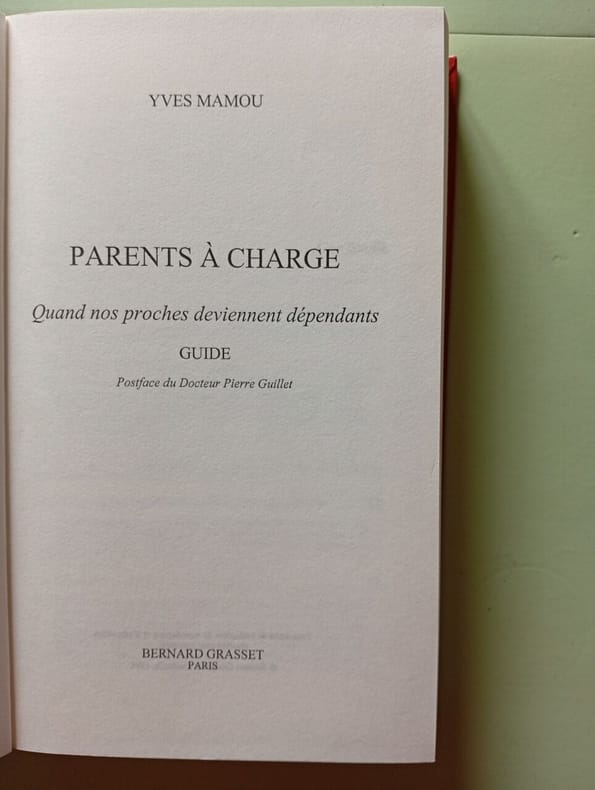 YVES MAMOU
PARENTS À CHARGE
Quand nos proches deviennent dépendants
GUIDE
Postface du Docteur Pierre Guillet
BERNARD GRASSET
PARIS